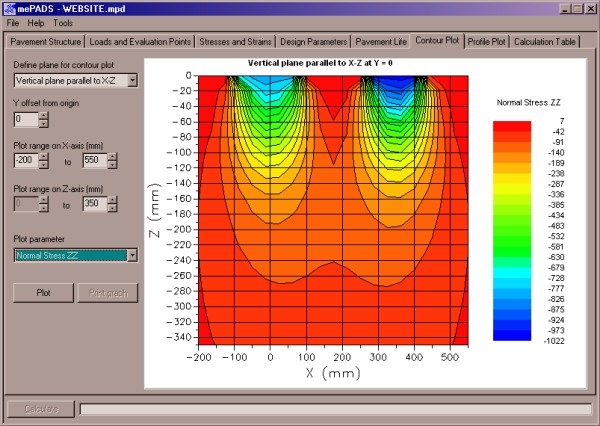 mePADS - WEBSITE.mpd
File Help Tools
Pavement Structure Loads and Evaluation Points Stresses and Strains Design Parameters Pavement Life Contour Plot Profile Plot Calculation Table
Define plane for contour plot
Vertical plane parallel to X-Z
Y offset from origin
0
Plot range on X-axis (mm)
-200 to 550
Plot range on Z-axis (mm)
0 to 350
Plot parameter
Normal Stress ZZ
Plot Print graph
Vertical plane parallel to X-Z at Y = 0
Z (mm)
0
-20
-40
-60
-80
-100
-120
-140
-160
-180
-200
-220
-240
-260
-280
-300
-320
-340
-200 -100 0 100 200 300 400 500
X (mm)
Normal Stress ZZ
7
-42
-91
-140
-189
-238
-287
-336
-385
-434
-483
-532
-581
-630
-679
-728
-777
-826
-875
-924
-973
-1022
Calculate